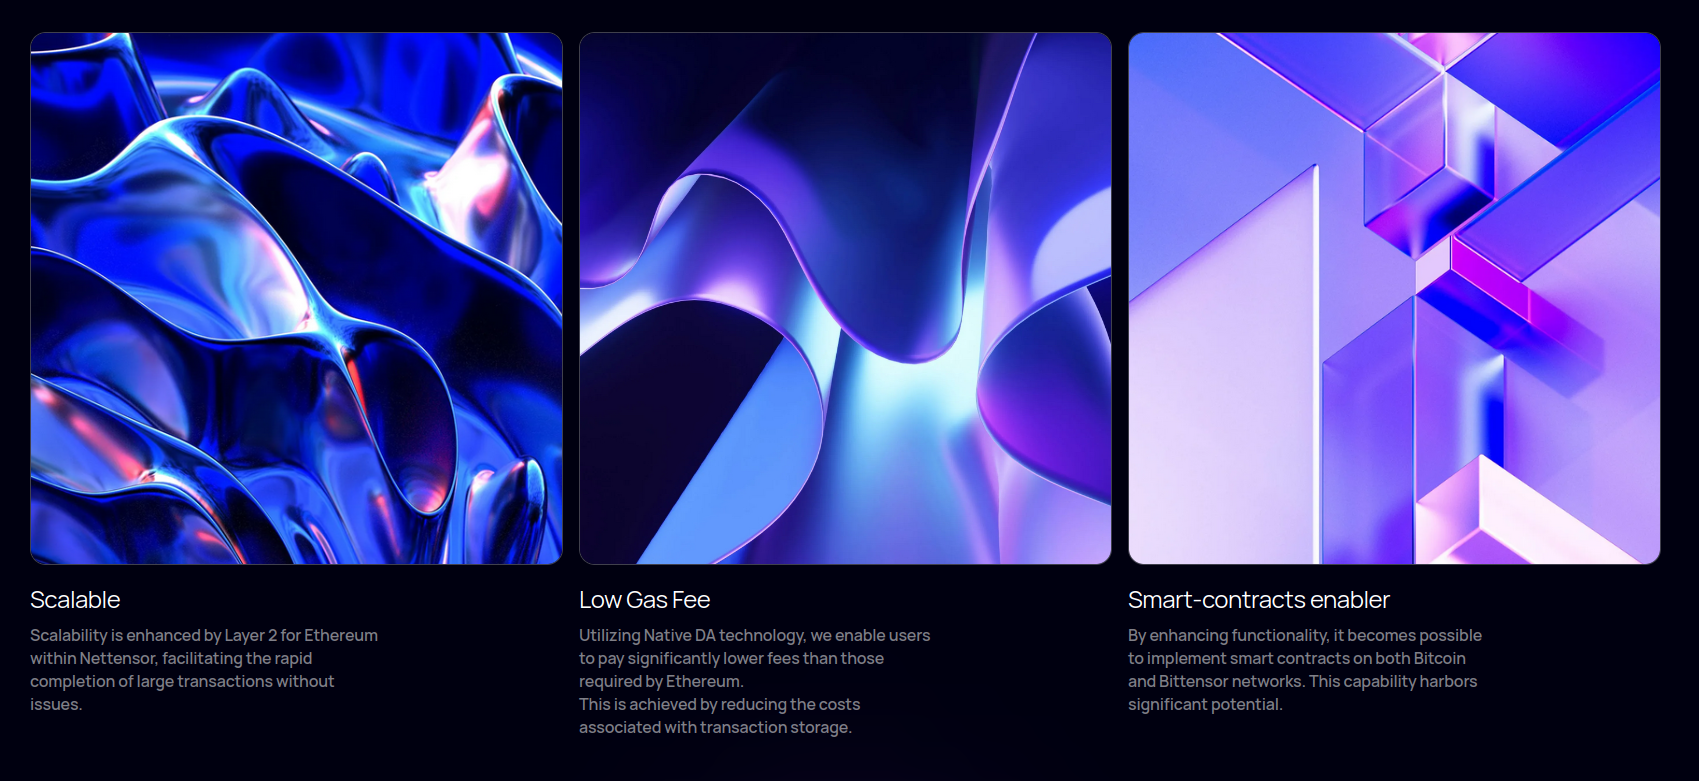 Scalable
Scalability is enhanced by Layer 2 for Ethereum
within Nettensor, facilitating the rapid
completion of large transactions without
issues.
Low Gas Fee
Utilizing Native DA technology, we enable users
to pay significantly lower fees than those
required by Ethereum.
This is achieved by reducing the costs
associated with transaction storage.
Smart-contracts enabler
By enhancing functionality, it becomes possible
to implement smart contracts on both Bitcoin
and Bittensor networks. This capability harbors
significant potential.